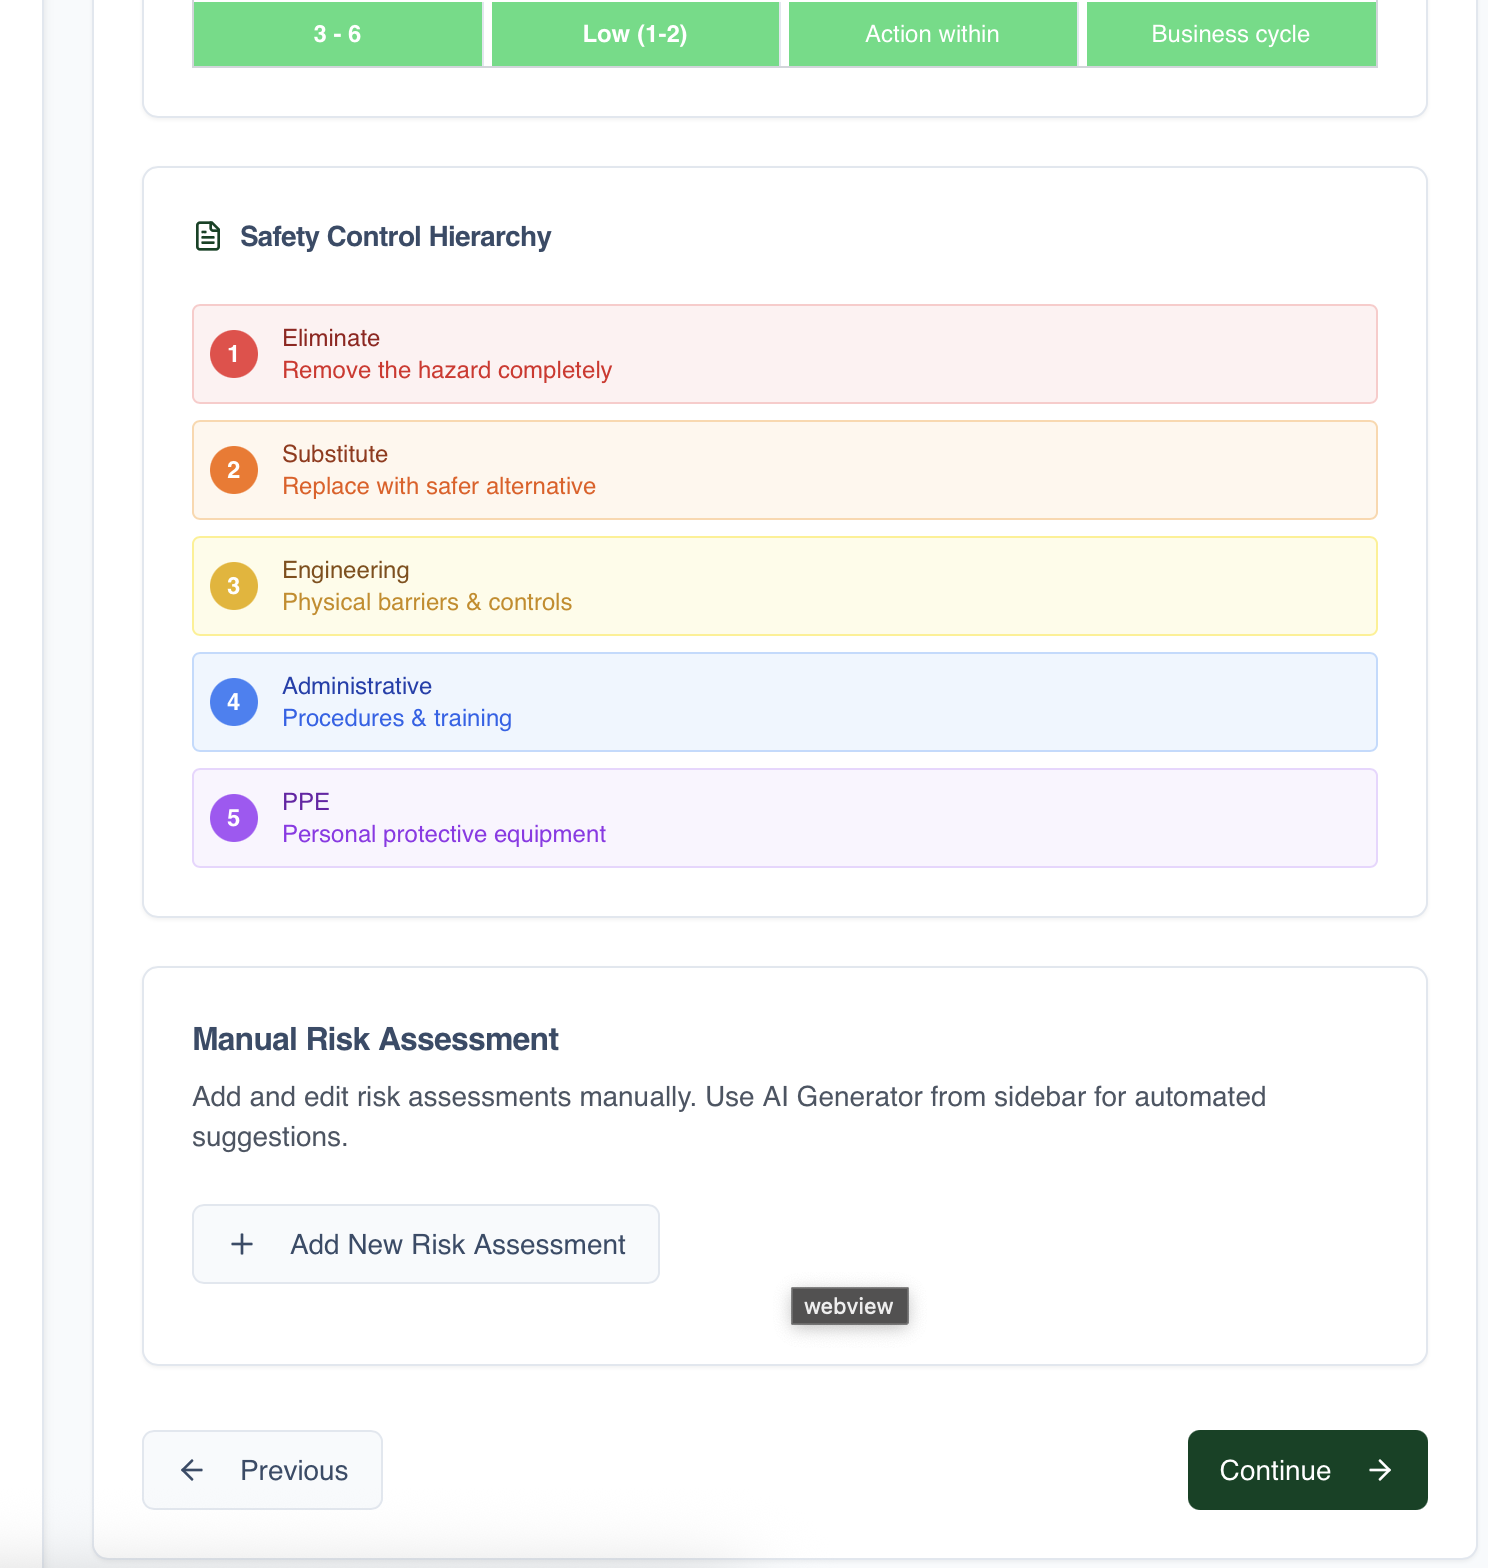 3 - 6 Low (1-2) Action within Business cycle
Safety Control Hierarchy
1
Eliminate
Remove the hazard completely
2
Substitute
Replace with safer alternative
3
Engineering
Physical barriers & controls
4
Administrative
Procedures & training
5
PPE
Personal protective equipment
Manual Risk Assessment
Add and edit risk assessments manually. Use AI Generator from sidebar for automated
suggestions.
+ Add New Risk Assessment
webview
← Previous
Continue →